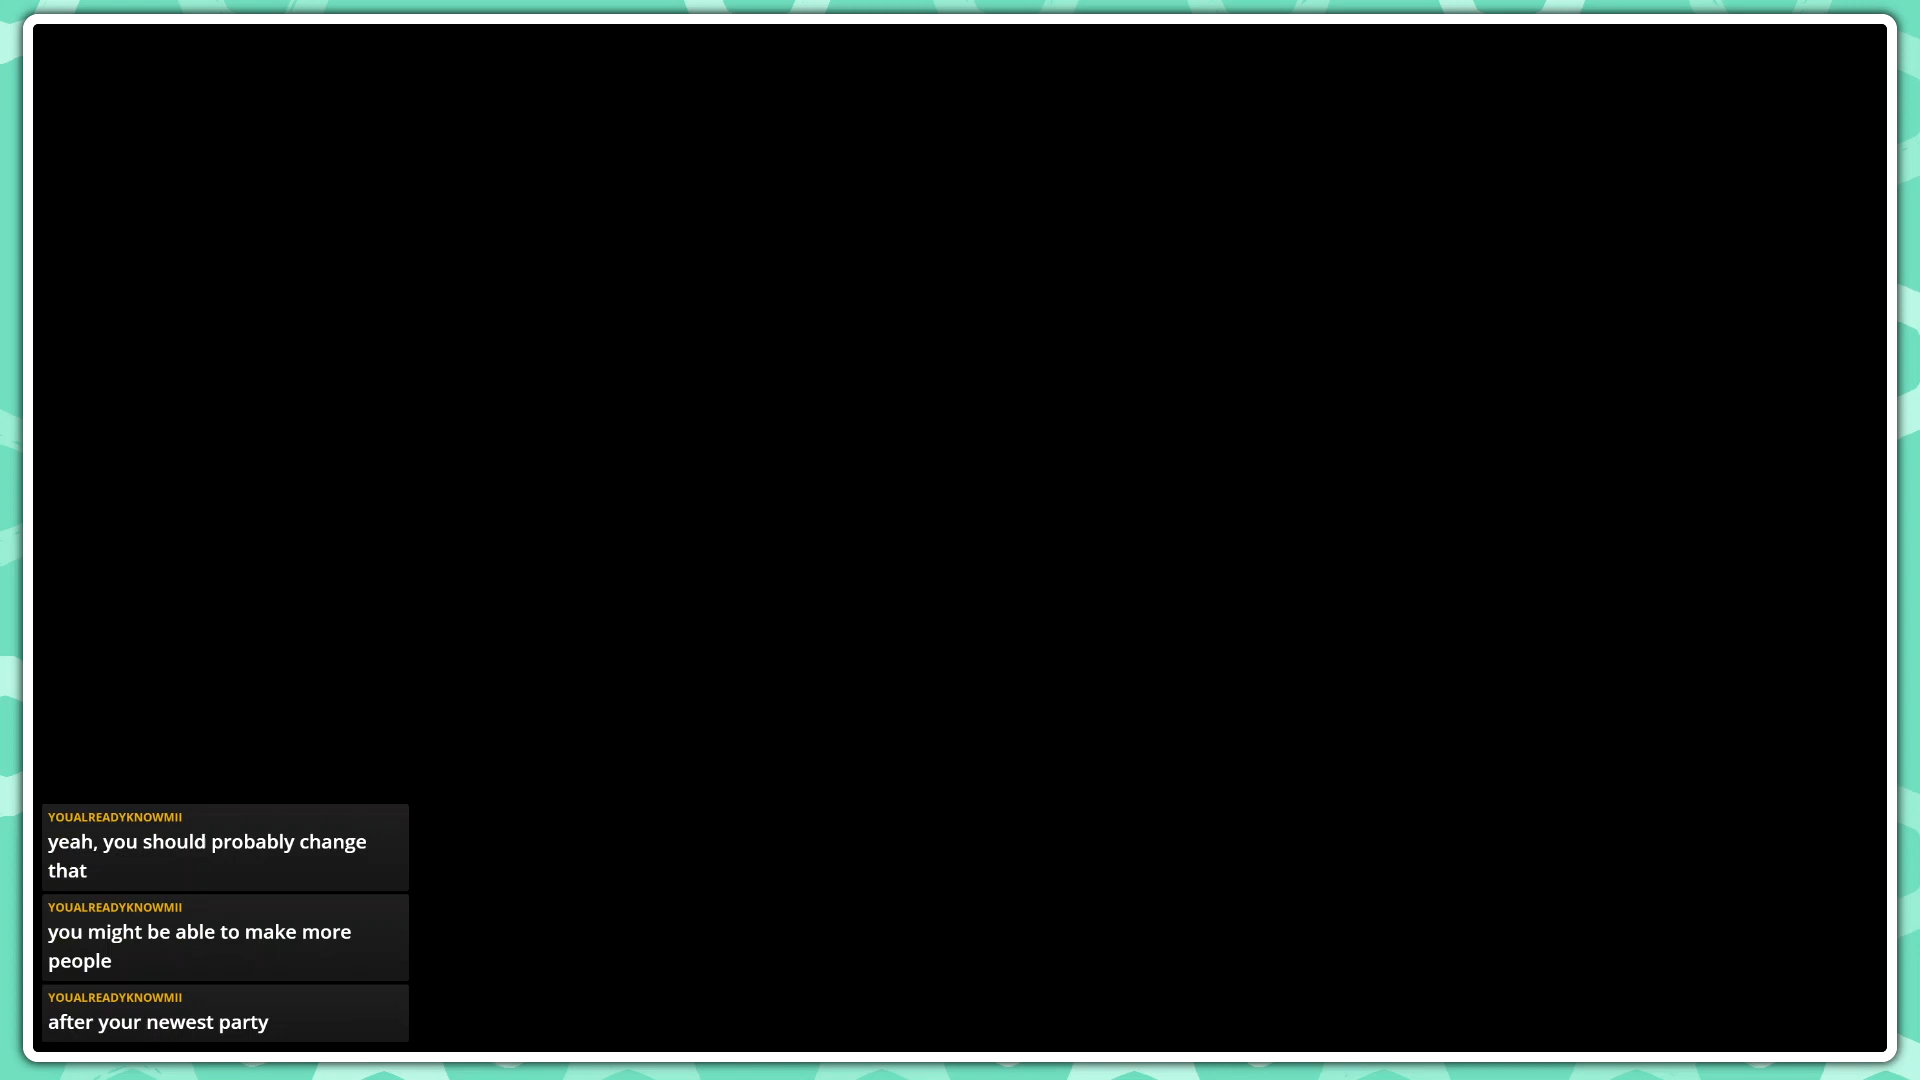 YOUALREADYKNOWMII
yeah, you should probably change
that
YOUALREADYKNOWMII
you might be able to make more
people
YOUALREADYKNOWMII
after your newest party